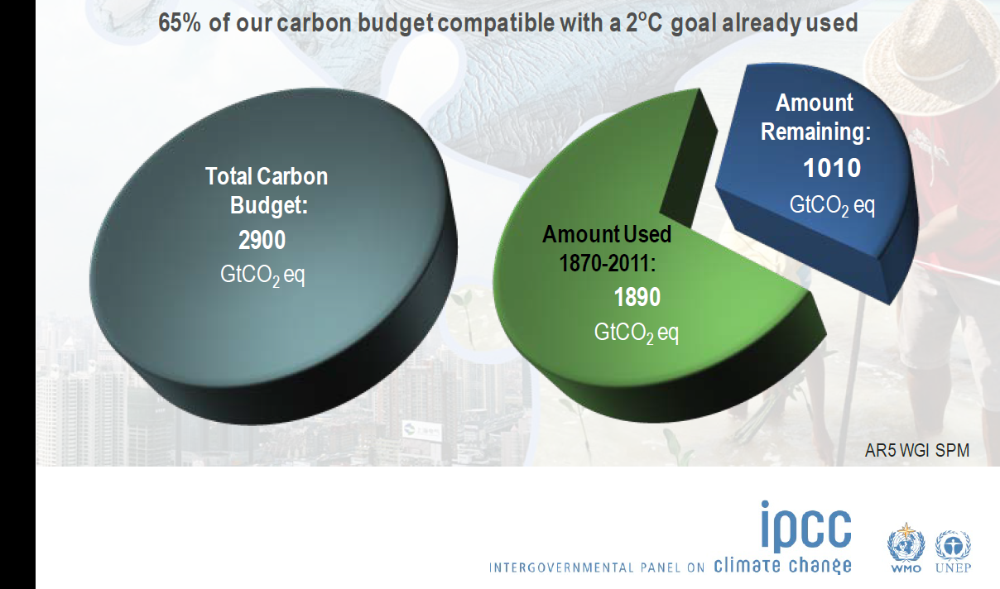 65% of our carbon budget compatible with a 2°C goal already used
Total Carbon
Budget:
2900
GtCO₂ eq
Amount Used
1870-2011:
1890
GtCO₂ eq
Amount
Remaining:
1010
GtCO₂ eq
AR5 WGI SPM
ipcc
INTERGOVERNMENTAL PANEL ON climate change
WMO
UNEP